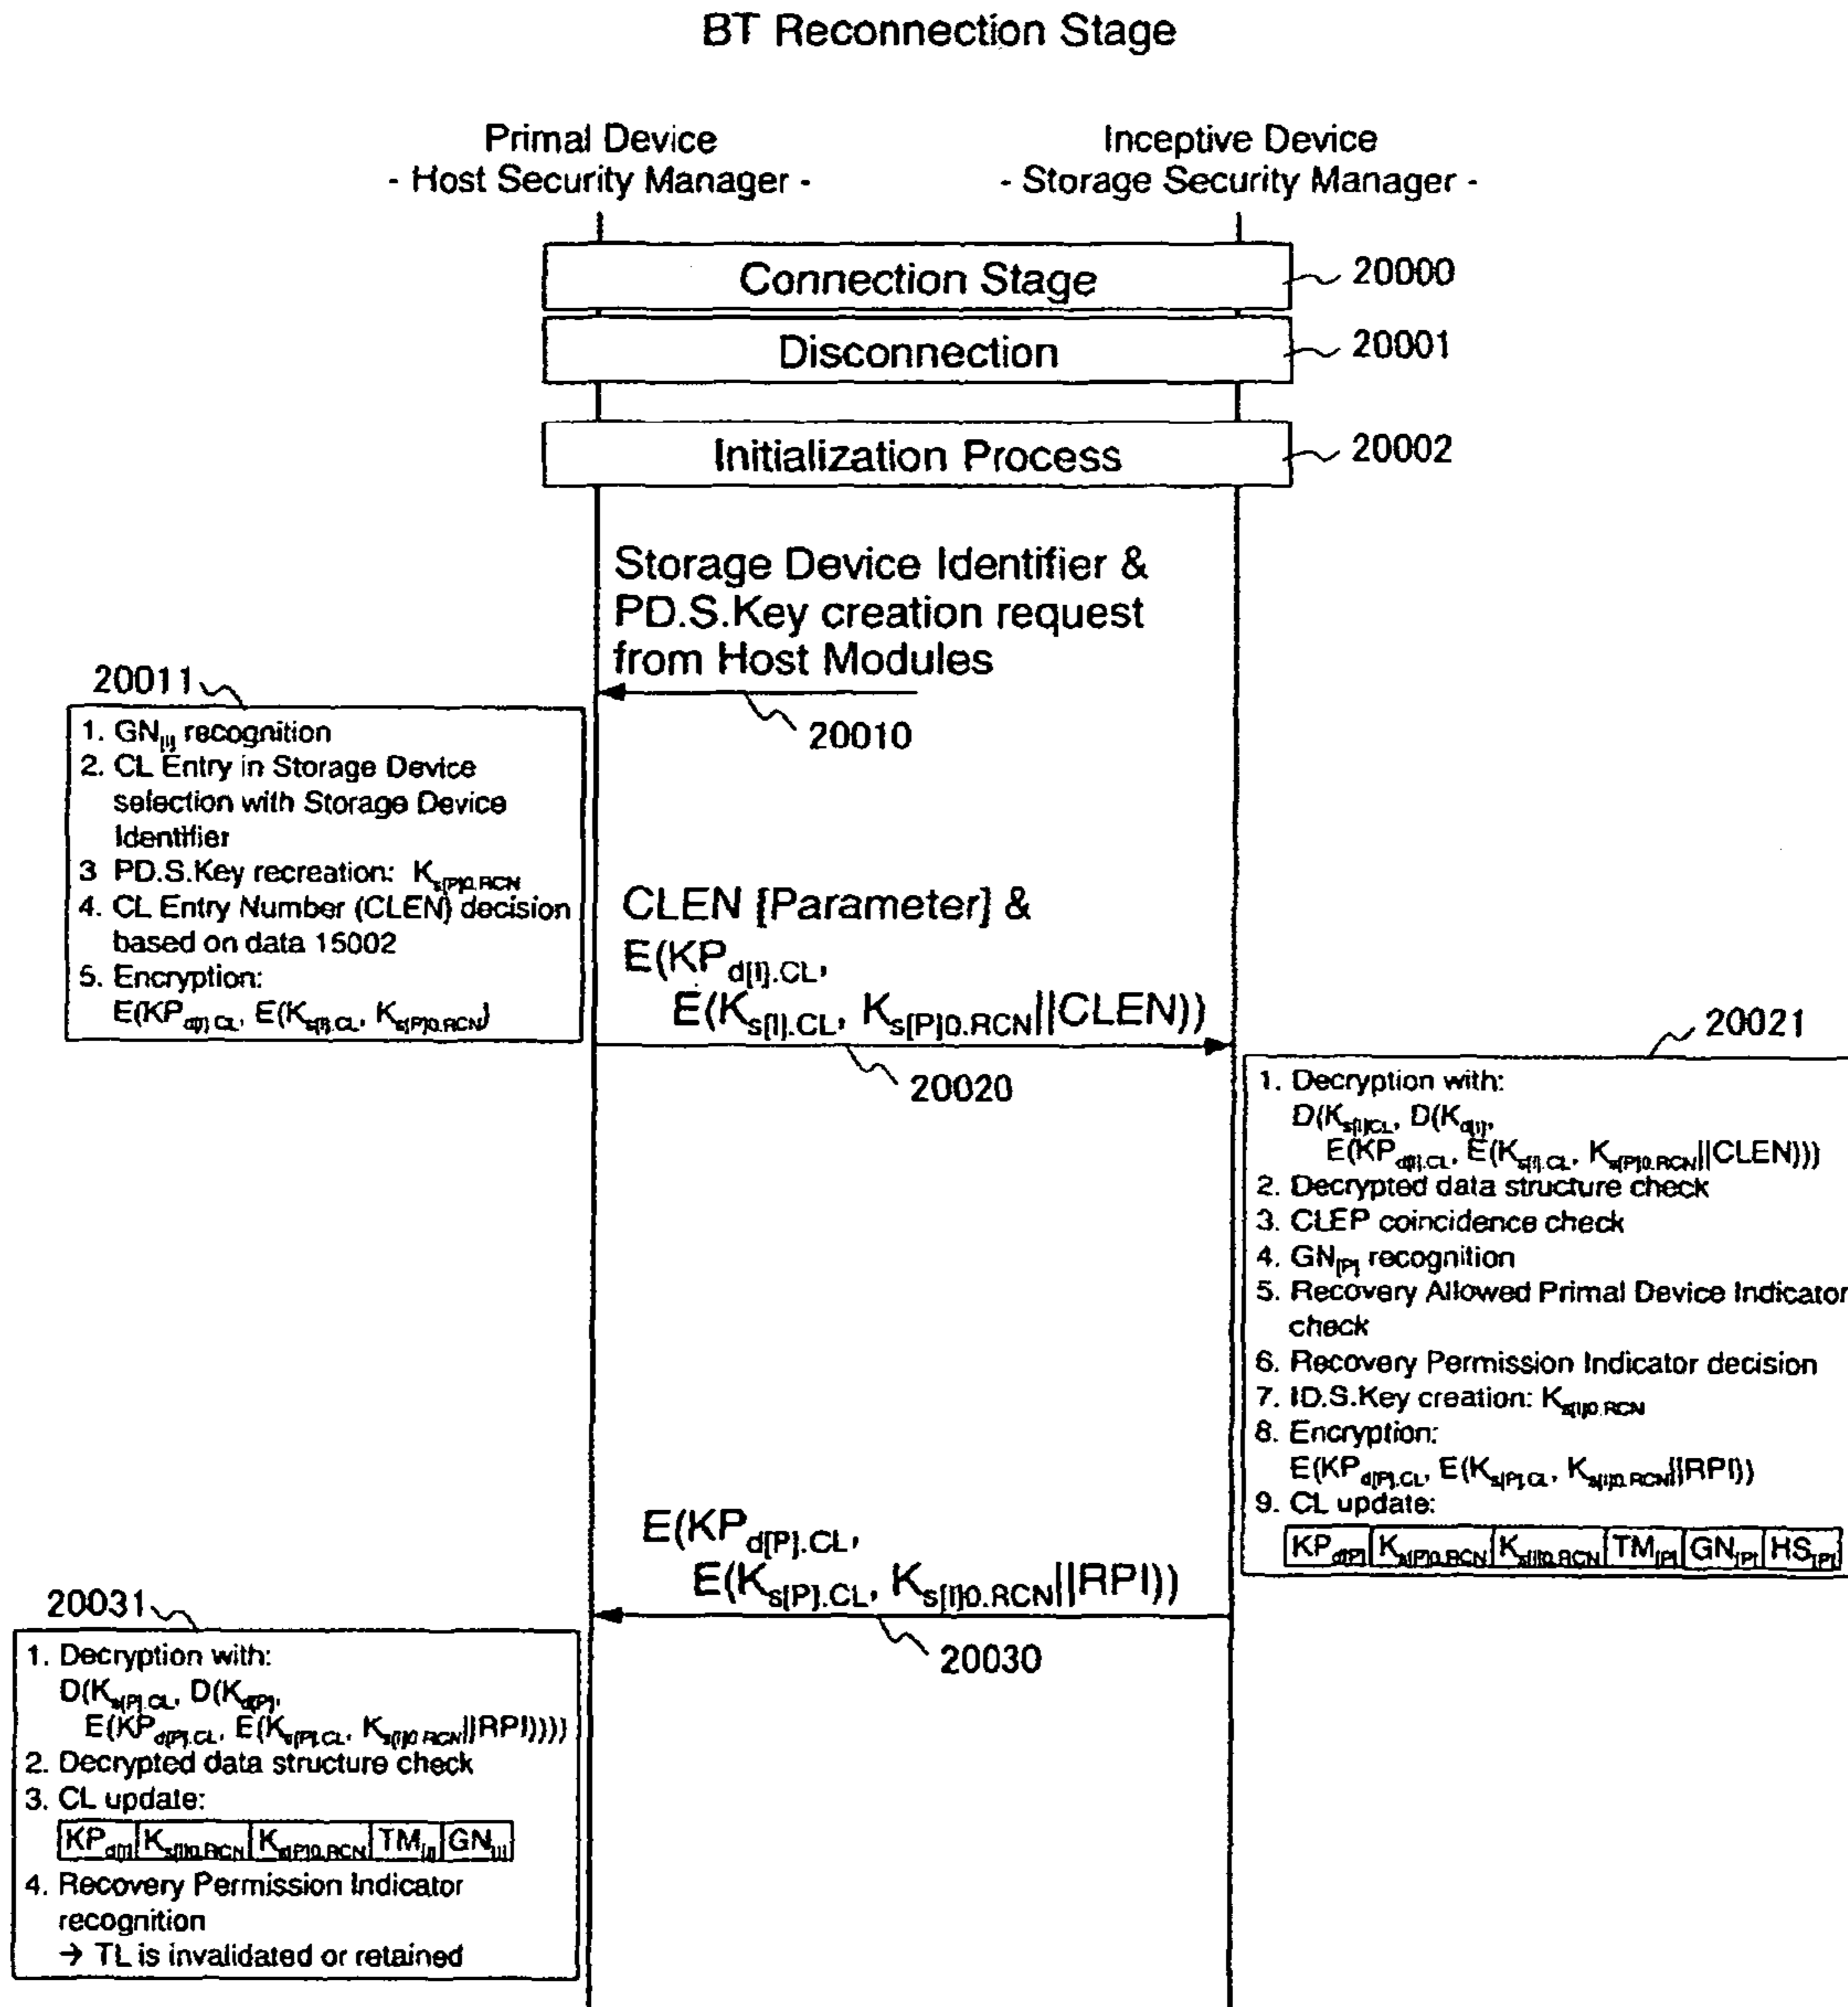 BT Reconnection Stage
Primal Device
- Host Security Manager -
Inceptive Device
- Storage Security Manager -
Connection Stage
20000
Disconnection
20001
Initialization Process
20002
Storage Device Identifier &
PD.S.Key creation request
from Host Modules
20010
20011
1. GN[I] recognition
2. CL Entry in Storage Device
selection with Storage Device
Identifier
3 PD.S.Key recreation: Ks[P]0.RCN
4. CL Entry Number (CLEN) decision
based on data 15002
5. Encryption:
E(KPd[I].CL, E(Ks[I].CL, Ks[P]0.RCN)
CLEN [Parameter] &
E(KPd[I].CL,
E(Ks[I].CL, Ks[P]0.RCN||CLEN))
20020
20021
1. Decryption with:
D(Ks[I]CL, D(Kd[I],
E(KPd[I].CL, E(Ks[I].CL, Ks[P]0.RCN||CLEN)))
2. Decrypted data structure check
3. CLEP coincidence check
4. GN[P] recognition
5. Recovery Allowed Primal Device Indicator
check
6. Recovery Permission Indicator decision
7. ID.S.Key creation: Ks[I]0.RCN
8. Encryption:
E(KPd[P].CL, E(Ks[P].CL, Ks[I]0.RCN||RPI))
9. CL update:
KPd[P] Ks[P]0.RCN Ks[I]0.RCN TM[P] GN[P] HS[P]
E(KPd[P].CL,
E(Ks[P].CL, Ks[I]0.RCN||RPI))
20030
20031
1. Decryption with:
D(Ks[P].CL, D(Kd[P],
E(KPd[P].CL, E(Ks[P].CL, Ks[I]0.RCN||RPI))))
2. Decrypted data structure check
3. CL update:
KPd[I] Ks[I]0.RCN Ks[P]0.RCN TM[I] GN[I]
4. Recovery Permission Indicator
recognition
→ TL is invalidated or retained